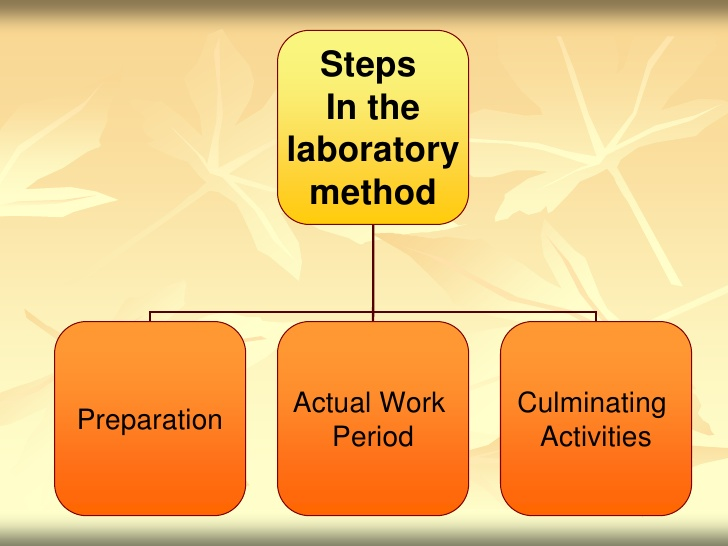 Steps
In the
laboratory
method
Preparation
Actual Work
Period
Culminating
Activities